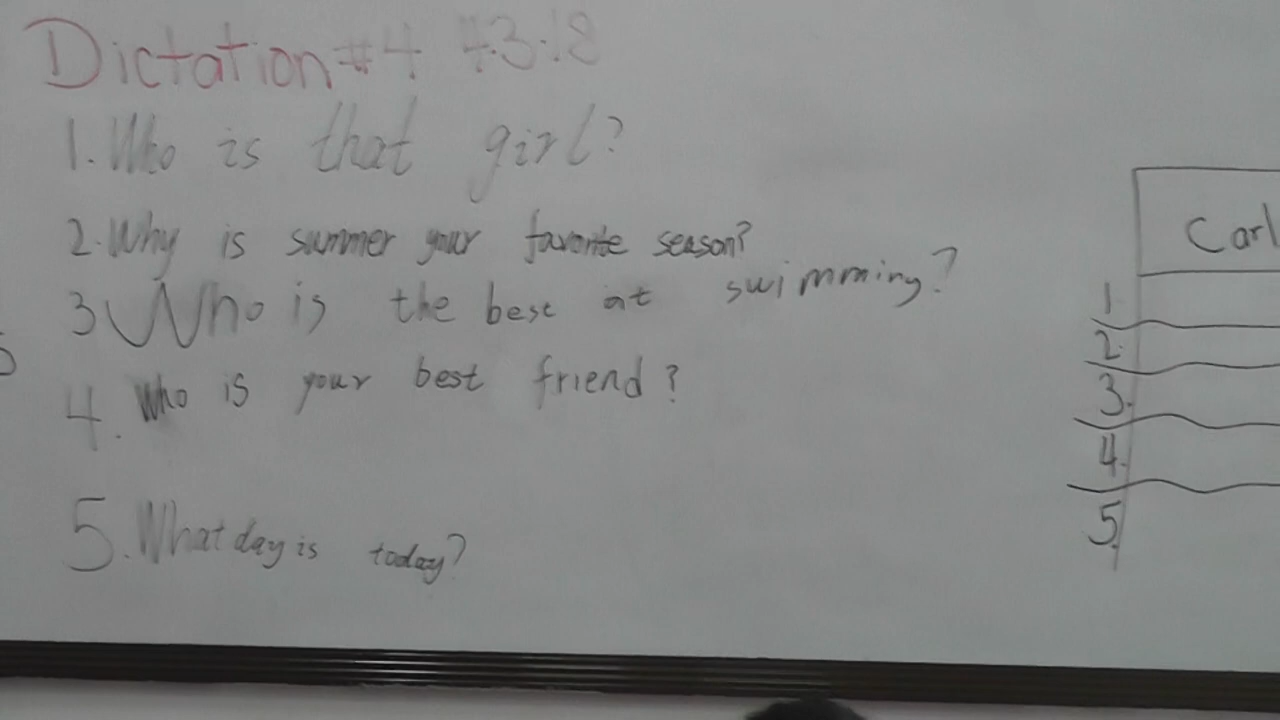 Dictation #4 4.3.18
1. Who is that girl?
2. Why is summer your favorite season?
3 Who is the best at swimming?
4. Who is your best friend?
5. What day is today?
Carl
1
2.
3.
4.
5.